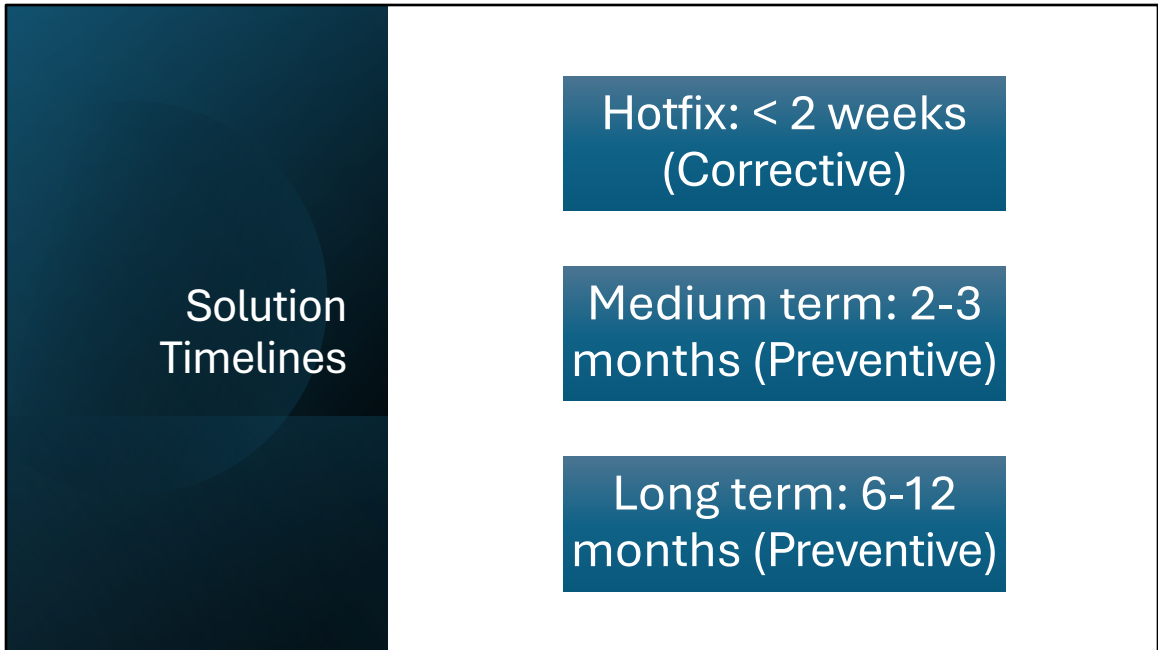 Solution
Timelines
Hotfix: < 2 weeks
(Corrective)
Medium term: 2-3
months (Preventive)
Long term: 6-12
months (Preventive)